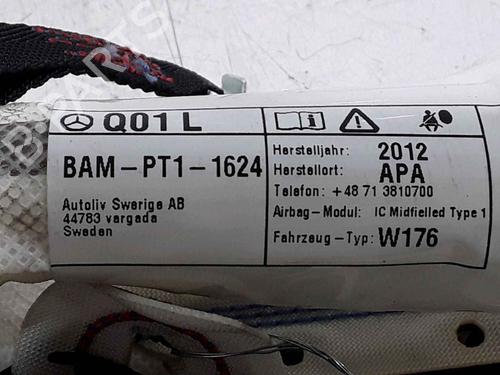 Q01 L
BAM-PT1-1624
Autoliv Swerige AB
44783 vargada
Sweden
Herstelljahr: 2012
Herstellort: APA
Telefon: +48 71 3810700
Airbag-Modul: IC Midfielled Type 1
Fahrzeug-Typ: W176